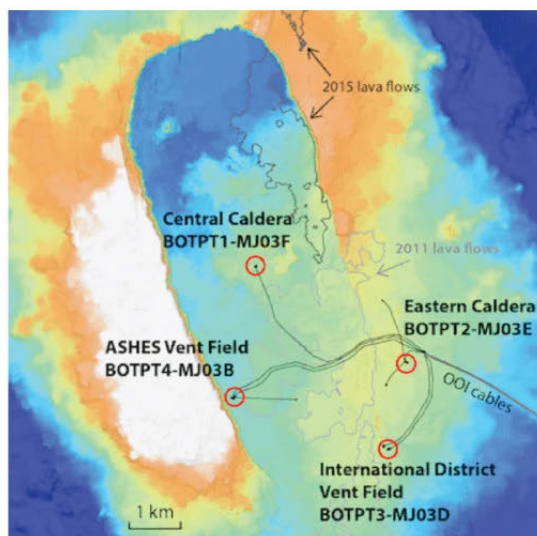 2015 lava flows
Central Caldera
BOTPT1-MJ03F
2011 lava flows
Eastern Caldera
BOTPT2-MJ03E
ASHES Vent Field
BOTPT4-MJ03B
OOI cables
International District
Vent Field
BOTPT3-MJ03D
1 km